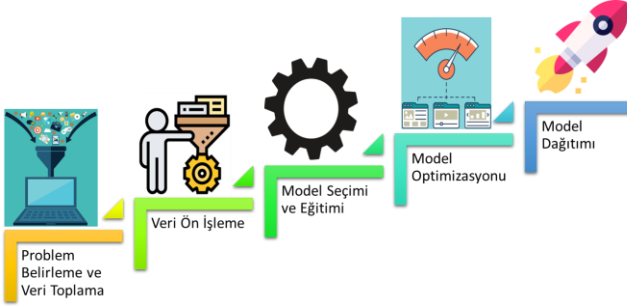 Problem
Belirleme ve
Veri Toplama
Veri Ön İşleme
Model Seçimi
ve Eğitimi
Model
Optimizasyonu
Model
Dağıtımı